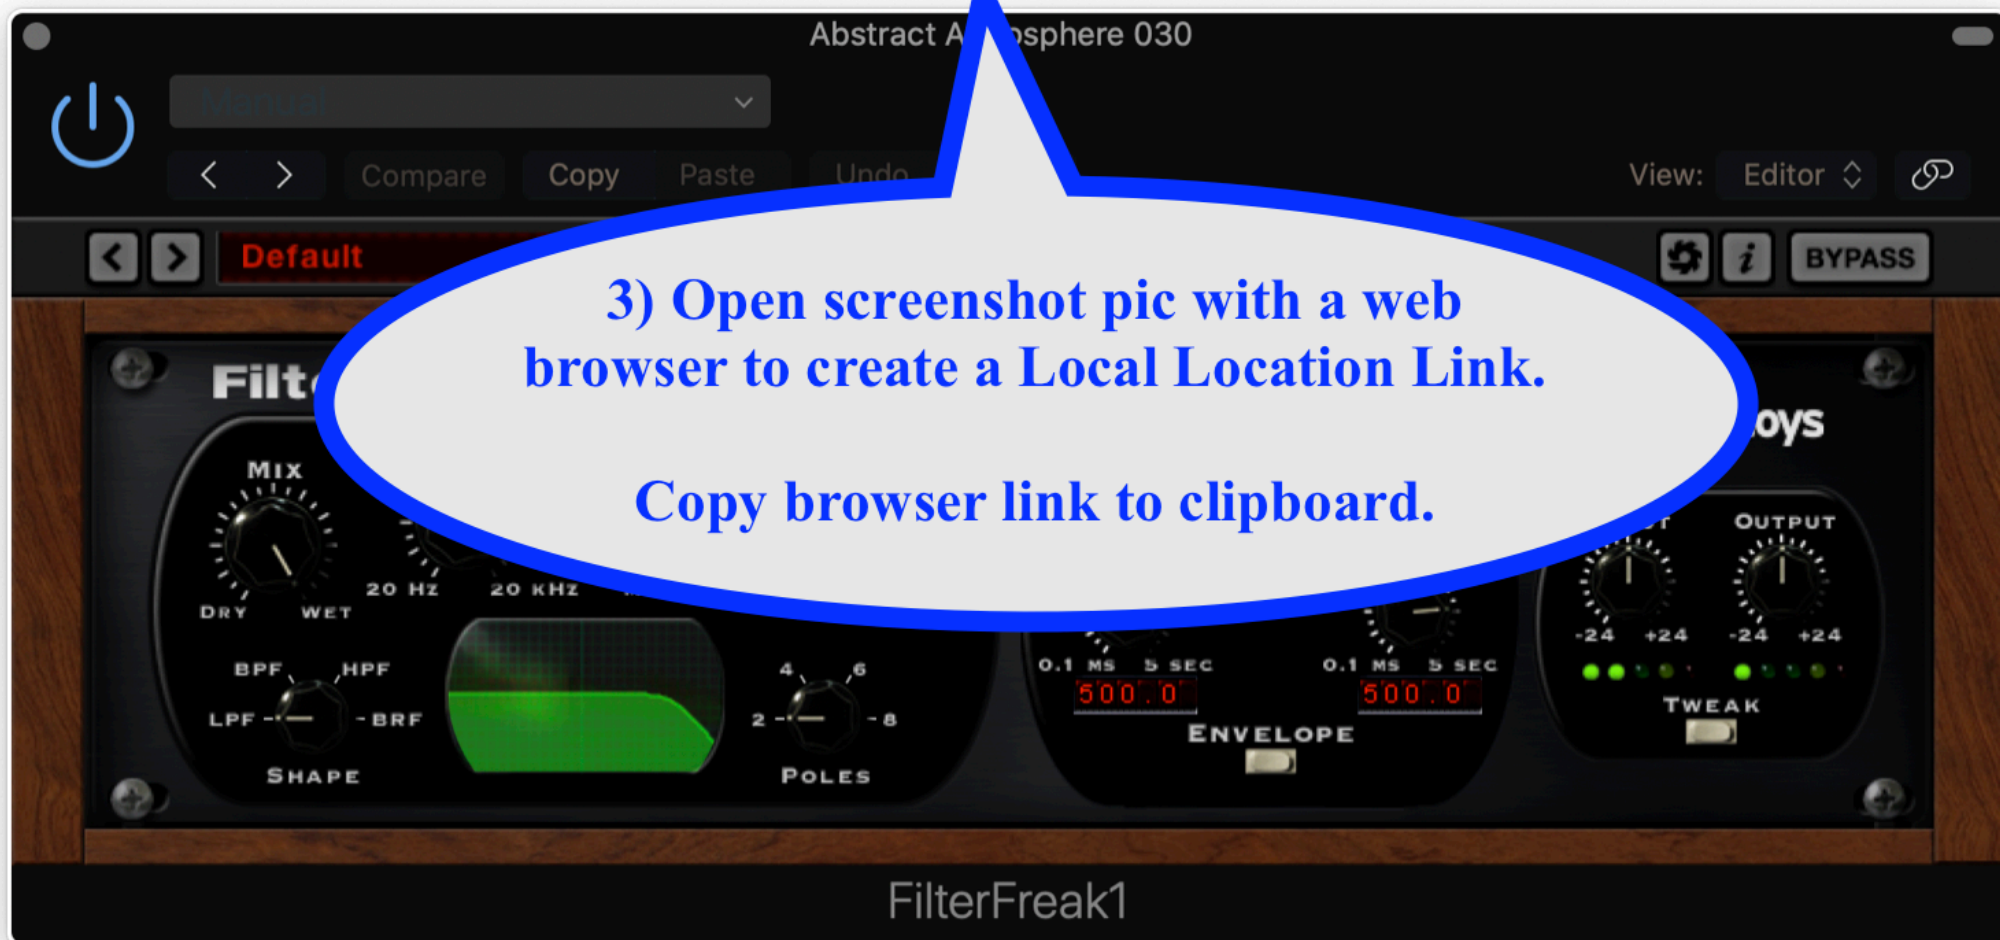 Abstract A osphere 030
Manual
Compare Copy Paste Undo
View: Editor
Default
i BYPASS
3) Open screenshot pic with a web
browser to create a Local Location Link.
Copy browser link to clipboard.
Filt
oys
MIX
OUTPUT
20 HZ 20 KHZ
DRY WET
-24 +24 -24 +24
BPF HPF
4 6
0.1 MS 5 SEC 0.1 MS 5 SEC
500.0 500.0
LPF BRF
2 8
TWEAK
ENVELOPE
SHAPE
POLES
FilterFreak1